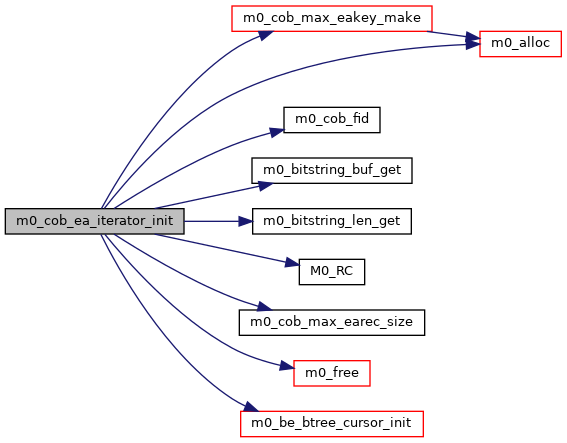 m0_cob_max_eakey_make
m0_alloc
m0_cob_fid
m0_bitstring_buf_get
m0_cob_ea_iterator_init
m0_bitstring_len_get
M0_RC
m0_cob_max_earec_size
m0_free
m0_be_btree_cursor_init